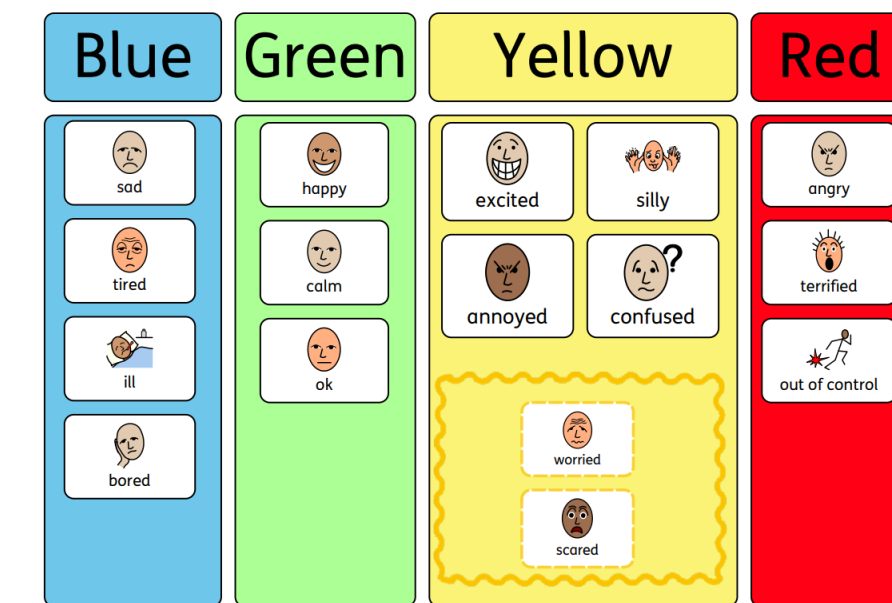 Blue
Green
Yellow
Red
sad
tired
ill
bored
happy
calm
ok
excited
silly
annoyed
confused
?
worried
scared
angry
terrified
out of control